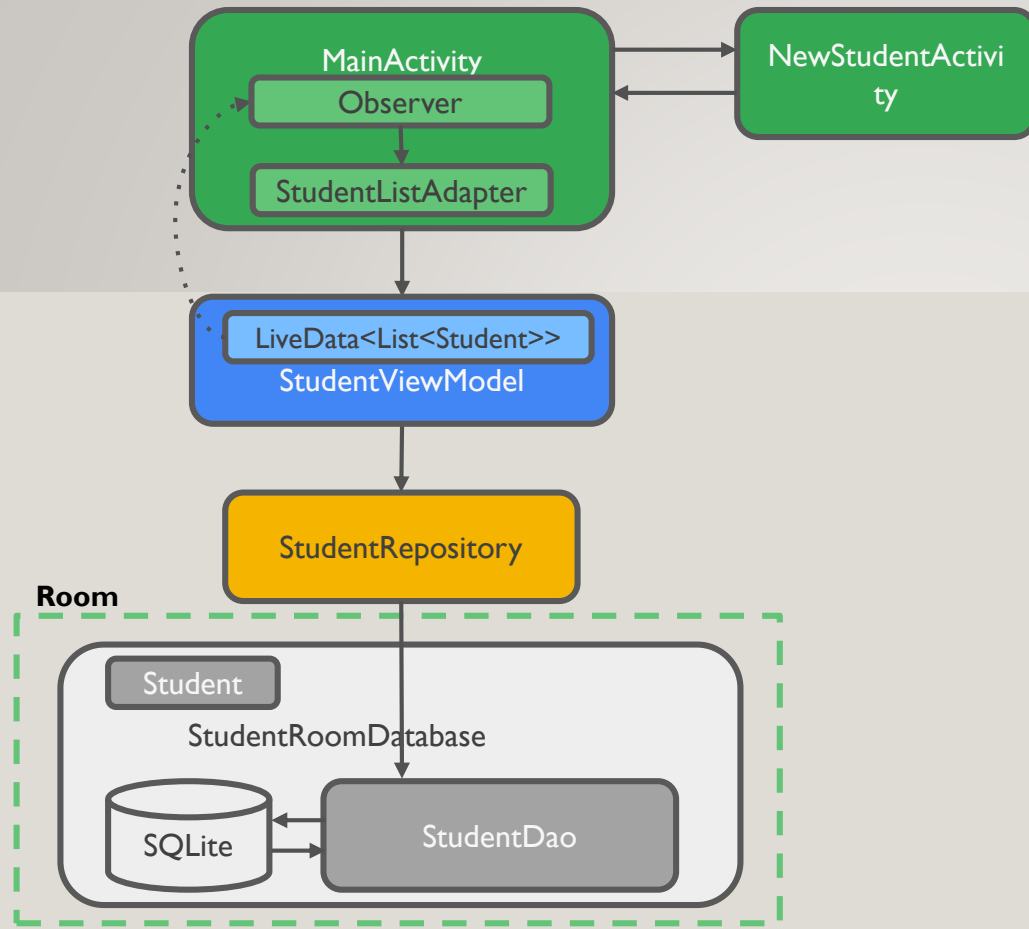 MainActivity
NewStudentActivi
ty
Observer
StudentListAdapter
LiveData<List<Student>>
StudentViewModel
StudentRepository
Room
Student
StudentRoomDatabase
SQLite
StudentDao